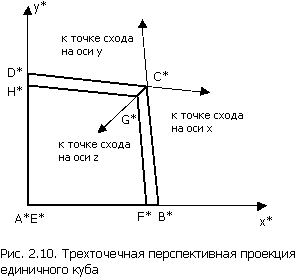 y*
к точке схода
на оси y
D*
C*
H*
G*
к точке схода
на оси x
к точке схода
на оси z
A*E*
F*
B*
x*
Рис. 2.10. Трехточечная перспективная проекция
единичного куба